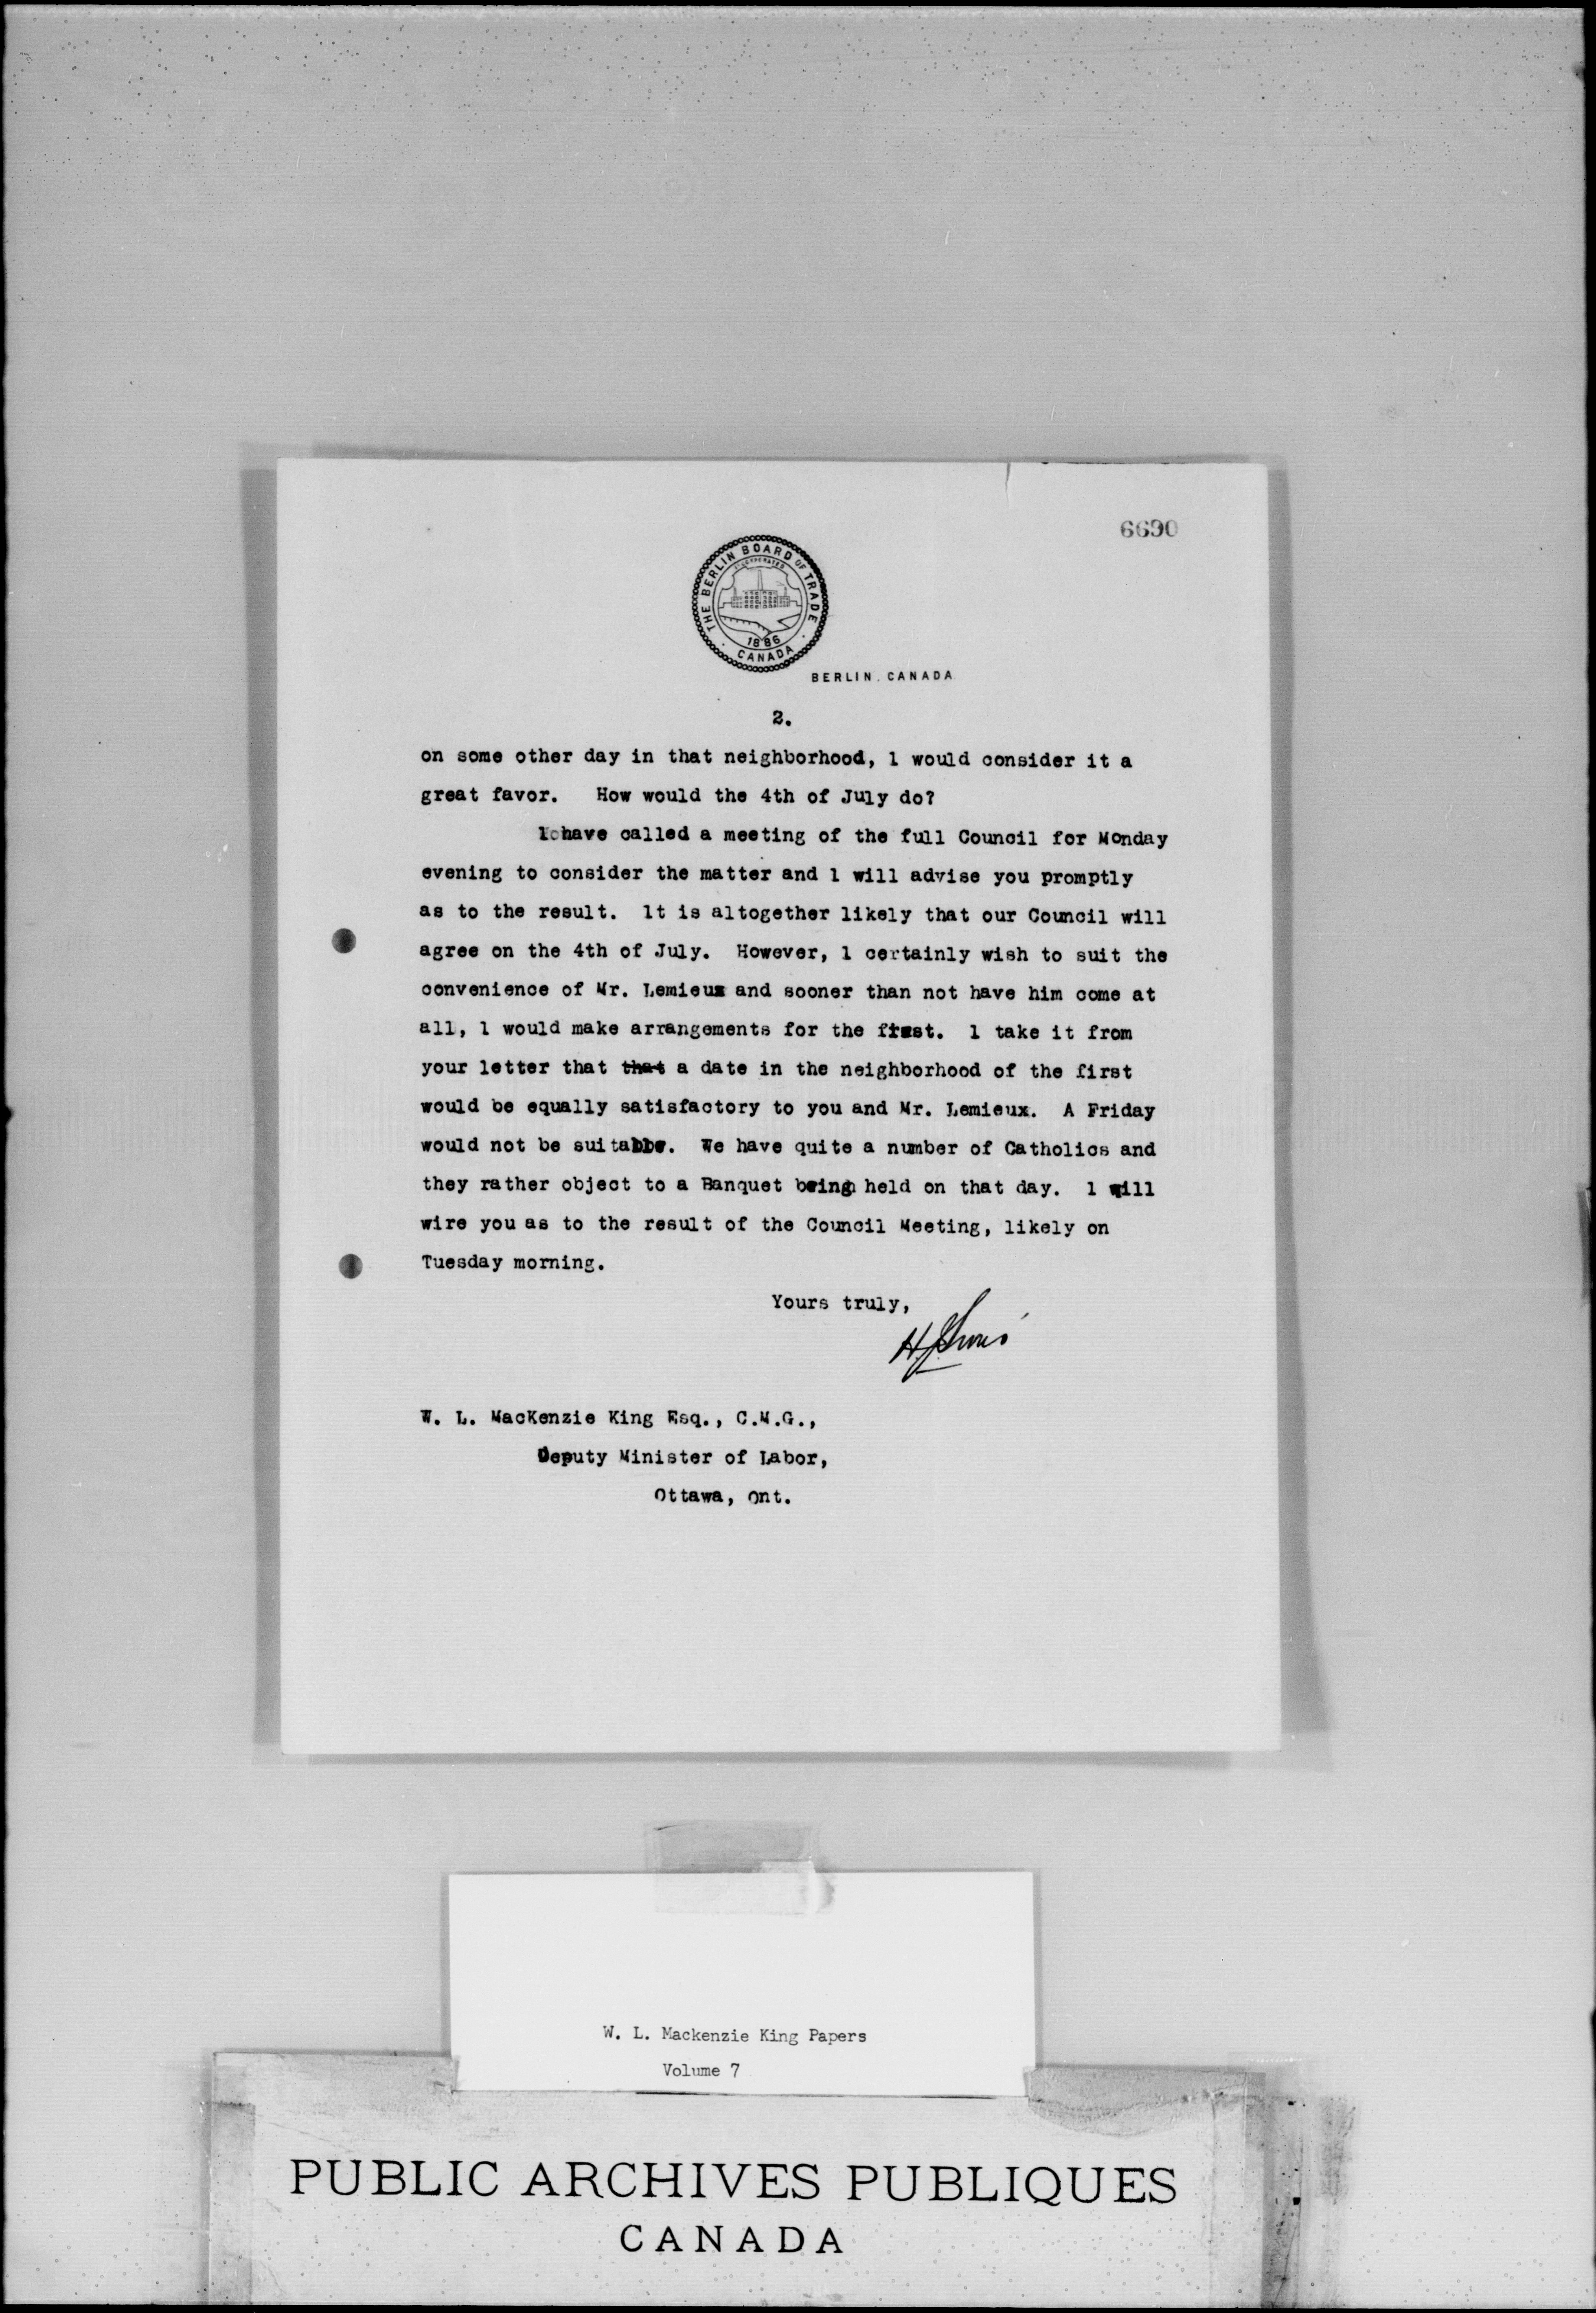 6690
THE BERLIN BOARD OF TRADE
INCORPORATED
1886
CANADA
BERLIN. CANADA
2.
on some other day in that neighborhood, 1 would consider it a
great favor. How would the 4th of July do?
1 have called a meeting of the full Council for Monday
evening to consider the matter and 1 will advise you promptly
as to the result. 1t is altogether likely that our Council will
agree on the 4th of July. However, 1 certainly wish to suit the
convenience of Mr. Lemieux and sooner than not have him come at
all, 1 would make arrangements for the first. 1 take it from
your letter that that a date in the neighborhood of the first
would be equally satisfactory to you and Mr. Lemieux. A Friday
would not be suitable. We have quite a number of Catholics and
they rather object to a Banquet being held on that day. 1 will
wire you as to the result of the Council Meeting, likely on
Tuesday morning.
Yours truly,
W. L. MacKenzie King Esq., C.M.G.,
Deputy Minister of Labor,
Ottawa, Ont.
W. L. Mackenzie King Papers
Volume 7
PUBLIC ARCHIVES PUBLIQUES
CANADA